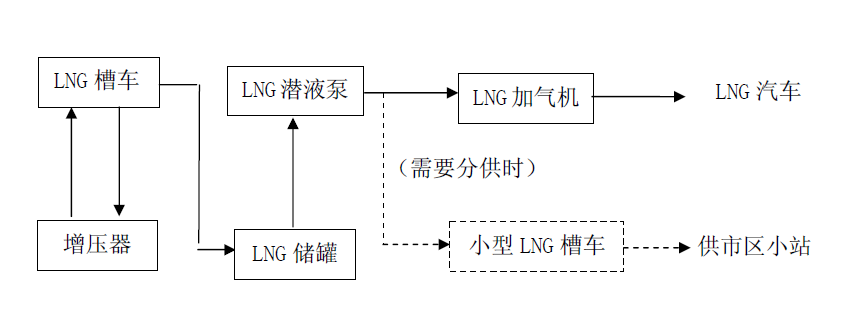 LNG 槽车
LNG 潜液泵
LNG 加气机
LNG 汽车
（需要分供时）
增压器
LNG 储罐
小型 LNG 槽车
供市区小站